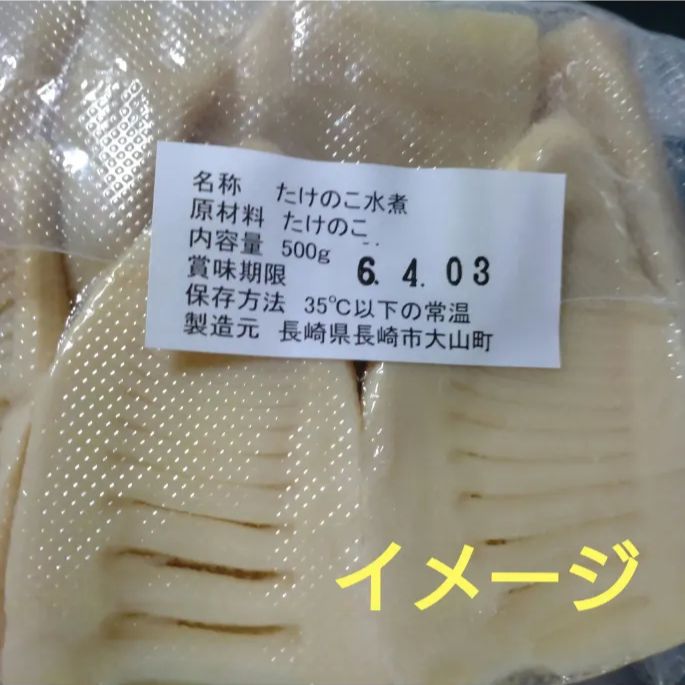 名称 たけのこ水煮
原材料 たけのこ
内容量 500g
賞味期限 6. 4. 03
保存方法 35℃以下の常温
製造元 長崎県長崎市大山町
イメージ